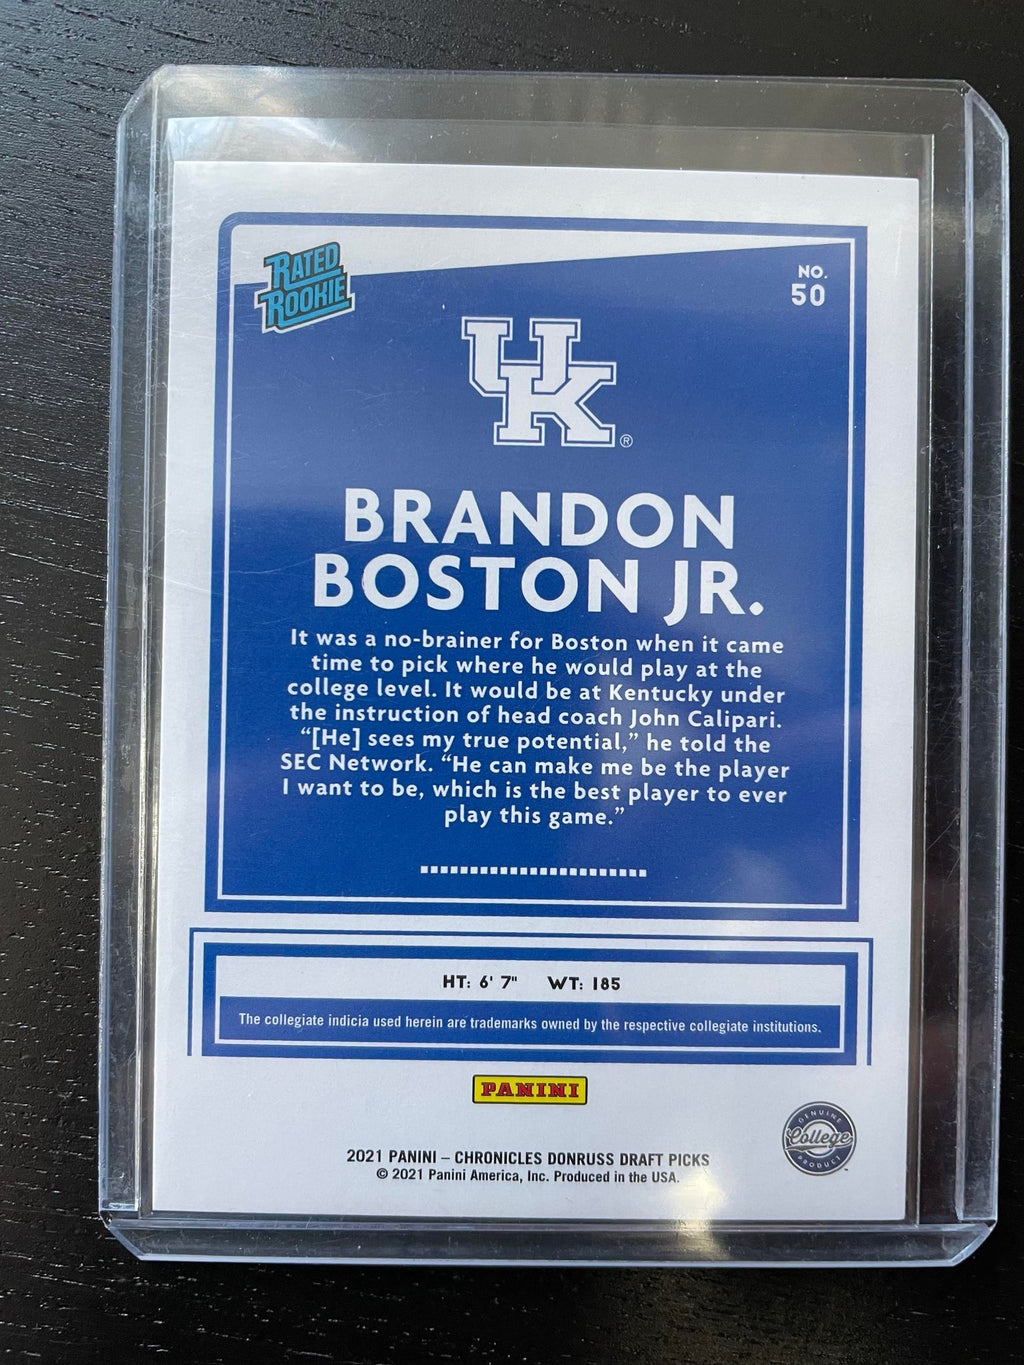 RATED
ROOKIE
NO.
50
UK
®
BRANDON
BOSTON JR.
It was a no-brainer for Boston when it came
time to pick where he would play at the
college level. It would be at Kentucky under
the instruction of head coach John Calipari.
“[He] sees my true potential,” he told the
SEC Network. “He can make me be the player
I want to be, which is the best player to ever
play this game.”
HT: 6' 7" WT: 185
The collegiate indicia used herein are trademarks owned by the respective collegiate institutions.
PANINI
GENUINE
College
PRODUCT
™
2021 PANINI – CHRONICLES DONRUSS DRAFT PICKS
© 2021 Panini America, Inc. Produced in the USA.